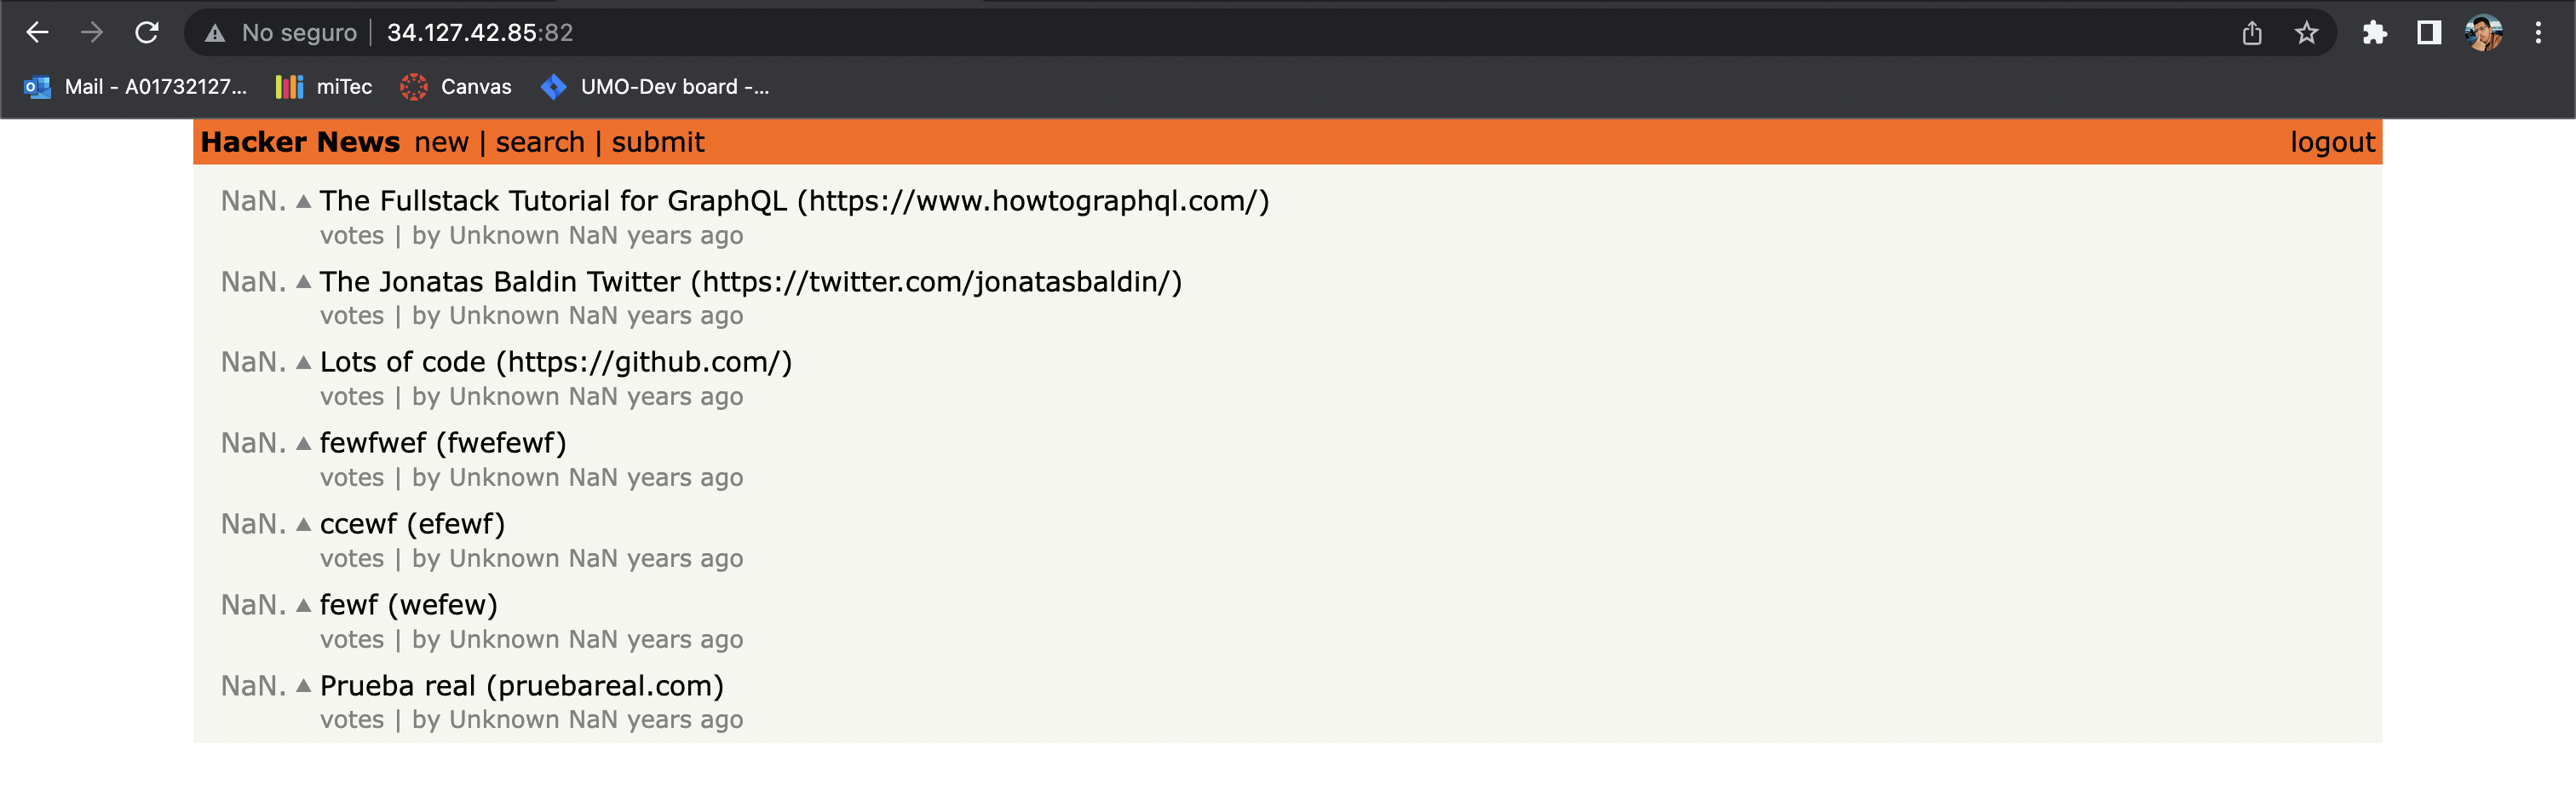 No seguro 34.127.42.85:82
Mail - A01732127... miTec Canvas UMO-Dev board -...
Hacker News new | search | submit logout
NaN. ▲ The Fullstack Tutorial for GraphQL (https://www.howtographql.com/)
votes | by Unknown NaN years ago
NaN. ▲ The Jonatas Baldin Twitter (https://twitter.com/jonatasbaldin/)
votes | by Unknown NaN years ago
NaN. ▲ Lots of code (https://github.com/)
votes | by Unknown NaN years ago
NaN. ▲ fewfwef (fwefewf)
votes | by Unknown NaN years ago
NaN. ▲ ccewf (efewf)
votes | by Unknown NaN years ago
NaN. ▲ fewf (wefew)
votes | by Unknown NaN years ago
NaN. ▲ Prueba real (pruebareal.com)
votes | by Unknown NaN years ago